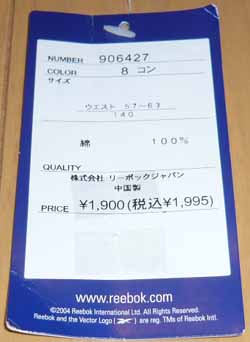 NUMBER 906427
COLOR 8 コン
サイズ
ウエスト 57~63
140
綿 100%
QUALITY
株式会社 リーボックジャパン
中国製
PRICE ¥1,900(税込¥1,995)
www.reebok.com
©2004 Reebok International Ltd. All Rights Reserved.
Reebok and the Vector Logo ( ) are reg. TMs of Reebok Intl.